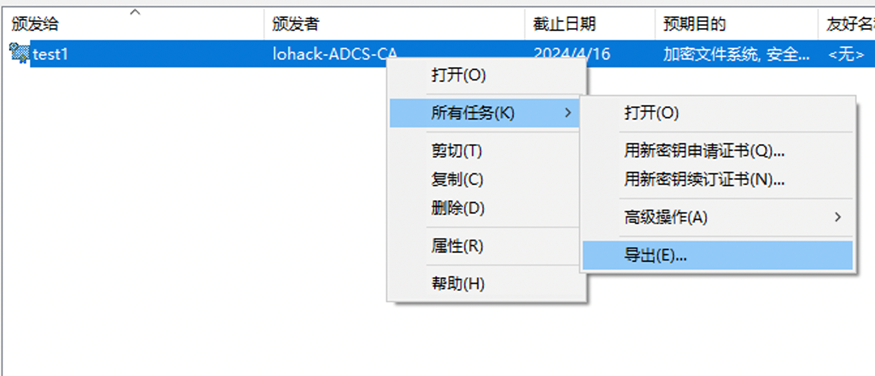 颁发给 颁发者 截止日期 预期目的 友好名
test1 lohack-ADCS-CA 2024/4/16 加密文件系统, 安全... <无>
打开(O)
所有任务(K)
剪切(T)
复制(C)
删除(D)
属性(R)
帮助(H)
打开(O)
用新密钥申请证书(Q)...
用新密钥续订证书(N)...
高级操作(A)
导出(E)...